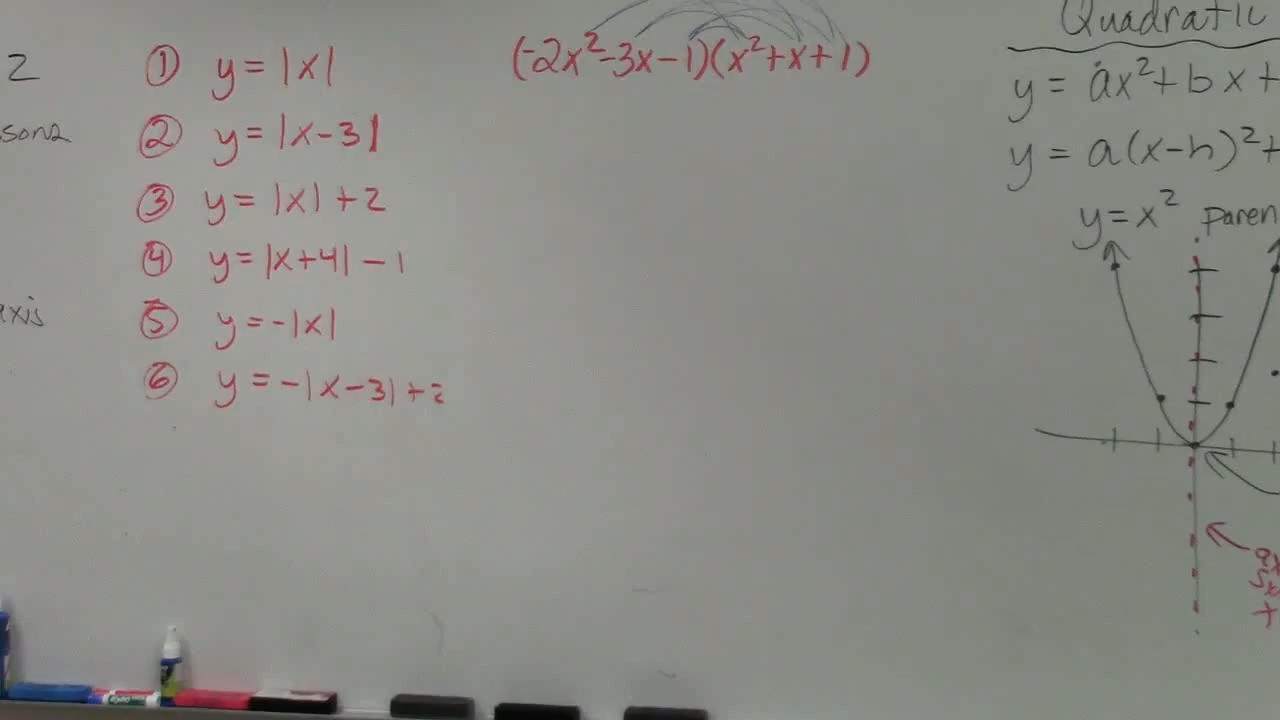 2
① y = |x|
② y = |x-3|
③ y = |x| + 2
④ y = |x+4| - 1
⑤ y = -|x|
⑥ y = -|x-3| + 2
(-2x²-3x-1)(x²+x+1)
axis
Quadratic
y = ax² + bx +
y = a(x-h)² +
y = x² paren